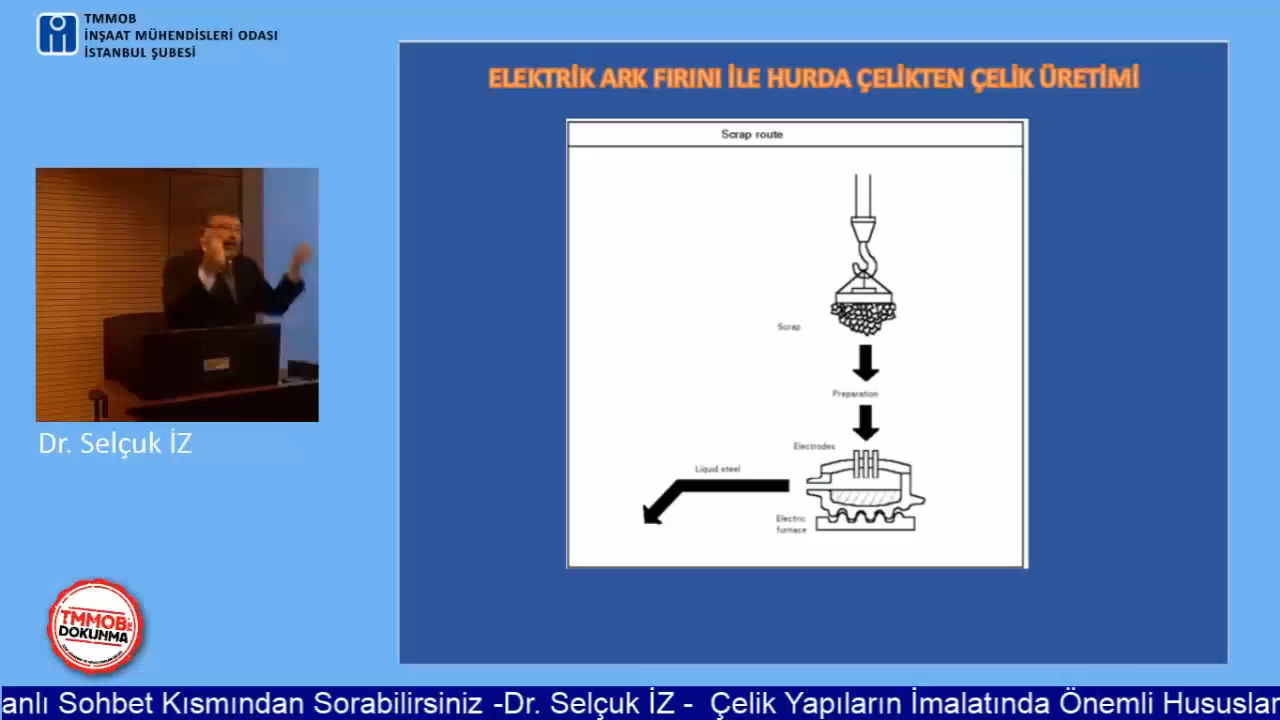 TMMOB
İNŞAAT MÜHENDİSLERİ ODASI
İSTANBUL ŞUBESİ
ELEKTRİK ARK FIRINI İLE HURDA ÇELİKTEN ÇELİK ÜRETİMİ
Scrap route
Scrap
Preparation
Electrodes
Liquid steel
Electric
furnace
Dr. Selçuk İZ
TMMOB'ye
DOKUNMA
anlı Sohbet Kısmından Sorabilirsiniz -Dr. Selçuk İZ - Çelik Yapıların İmalatında Önemli Hususlar